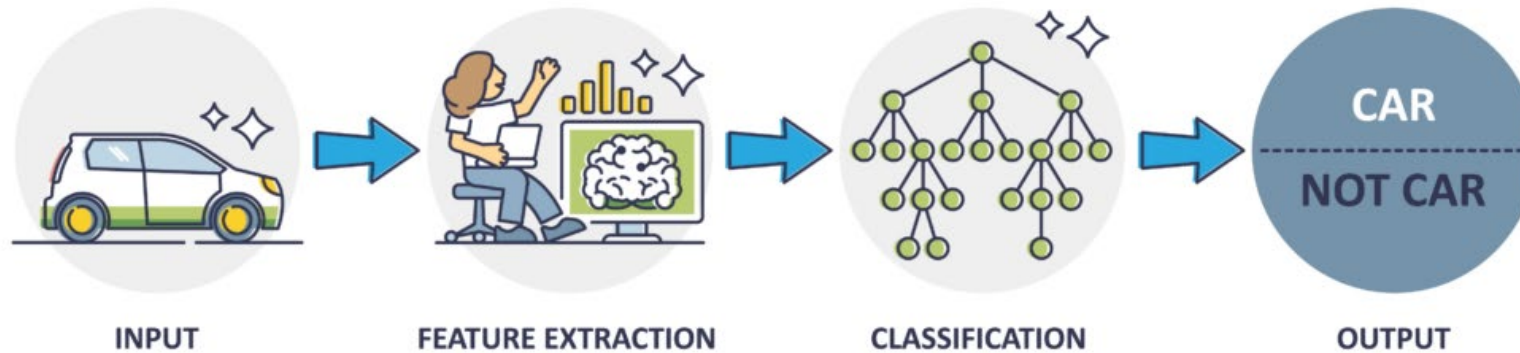 CAR
NOT CAR
INPUT
FEATURE EXTRACTION
CLASSIFICATION
OUTPUT